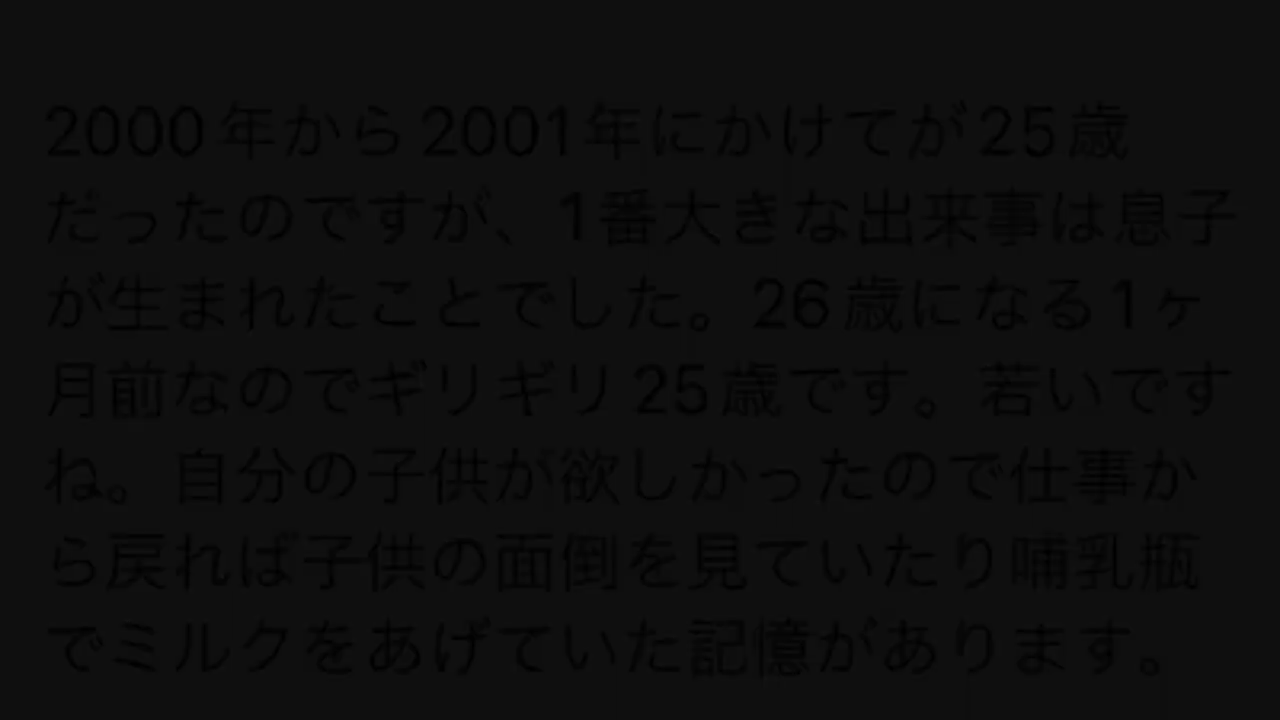 2000年から2001年にかけてが25歳
だったのですが、1番大きな出来事は息子
が生まれたことでした。26歳になる1ヶ
月前なのでギリギリ25歳です。若いです
ね。自分の子供が欲しかったので仕事か
ら戻れば子供の面倒を見ていたり哺乳瓶
でミルクをあげていた記憶があります。